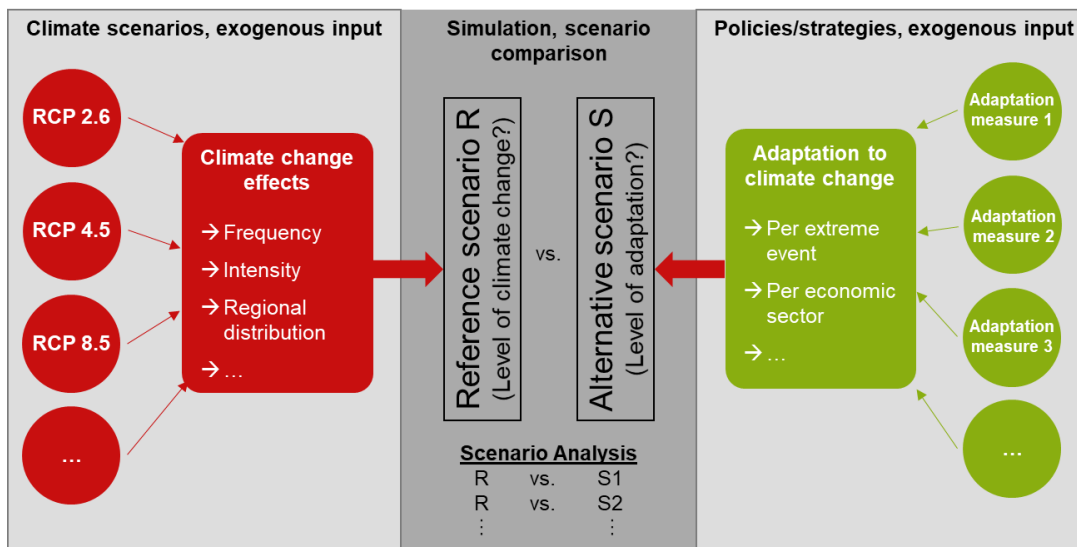 Climate scenarios, exogenous input
RCP 2.6
RCP 4.5
RCP 8.5
...
Climate change
effects
→ Frequency
→ Intensity
→ Regional
distribution
→ ...
Simulation, scenario
comparison
Reference scenario R
(Level of climate change?)
vs.
Alternative scenario S
(Level of adaptation?)
Scenario Analysis
R vs. S1
R vs. S2
⋮ ⋮
Policies/strategies, exogenous input
Adaptation to
climate change
→ Per extreme
event
→ Per economic
sector
→ ...
Adaptation
measure 1
Adaptation
measure 2
Adaptation
measure 3
...